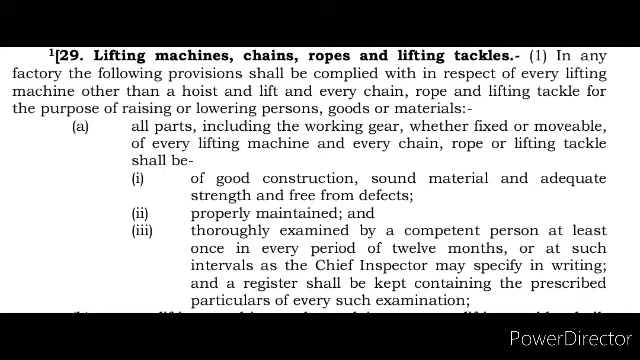 ¹[29. Lifting machines, chains, ropes and lifting tackles.- (1) In any
factory the following provisions shall be complied with in respect of every lifting
machine other than a hoist and lift and every chain, rope and lifting tackle for
the purpose of raising or lowering persons, goods or materials:-
(a) all parts, including the working gear, whether fixed or moveable,
of every lifting machine and every chain, rope or lifting tackle
shall be-
(i) of good construction, sound material and adequate
strength and free from defects;
(ii) properly maintained; and
(iii) thoroughly examined by a competent person at least
once in every period of twelve months, or at such
intervals as the Chief Inspector may specify in writing;
and a register shall be kept containing the prescribed
particulars of every such examination;
PowerDirector